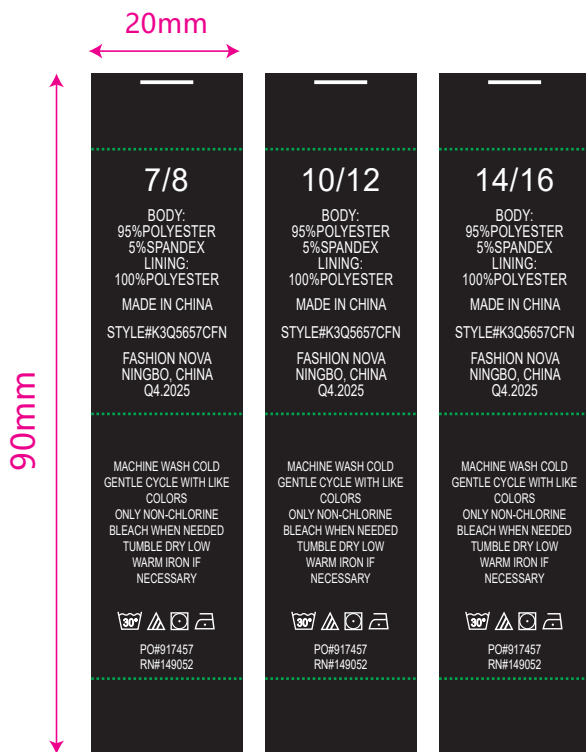 20mm
90mm
7/8
BODY:
95%POLYESTER
5%SPANDEX
LINING:
100%POLYESTER
MADE IN CHINA
STYLE#K3Q5657CFN
FASHION NOVA
NINGBO, CHINA
Q4.2025
MACHINE WASH COLD
GENTLE CYCLE WITH LIKE
COLORS
ONLY NON-CHLORINE
BLEACH WHEN NEEDED
TUMBLE DRY LOW
WARM IRON IF
NECESSARY
30°
PO#917457
RN#149052
10/12
BODY:
95%POLYESTER
5%SPANDEX
LINING:
100%POLYESTER
MADE IN CHINA
STYLE#K3Q5657CFN
FASHION NOVA
NINGBO, CHINA
Q4.2025
MACHINE WASH COLD
GENTLE CYCLE WITH LIKE
COLORS
ONLY NON-CHLORINE
BLEACH WHEN NEEDED
TUMBLE DRY LOW
WARM IRON IF
NECESSARY
30°
PO#917457
RN#149052
14/16
BODY:
95%POLYESTER
5%SPANDEX
LINING:
100%POLYESTER
MADE IN CHINA
STYLE#K3Q5657CFN
FASHION NOVA
NINGBO, CHINA
Q4.2025
MACHINE WASH COLD
GENTLE CYCLE WITH LIKE
COLORS
ONLY NON-CHLORINE
BLEACH WHEN NEEDED
TUMBLE DRY LOW
WARM IRON IF
NECESSARY
30°
PO#917457
RN#149052